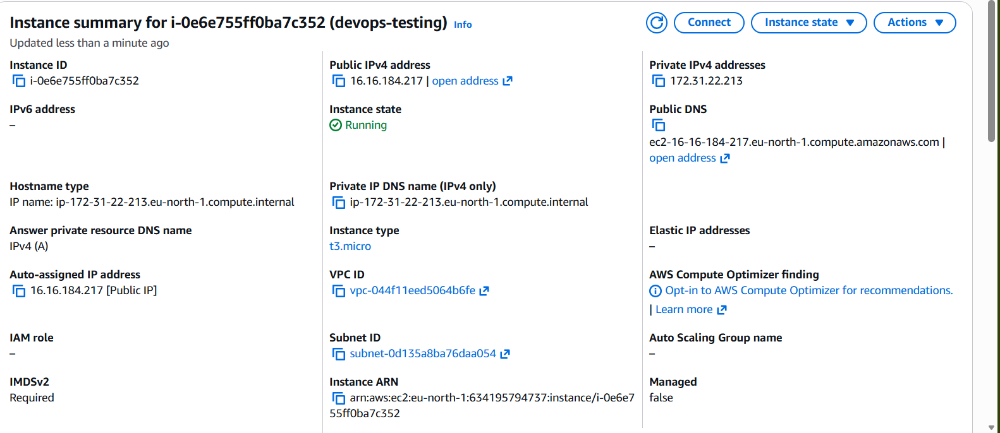 Instance summary for i-0e6e755ff0ba7c352 (devops-testing) Info
Connect
Instance state
Actions
Updated less than a minute ago
Instance ID
i-0e6e755ff0ba7c352
Public IPv4 address
16.16.184.217 | open address
Private IPv4 addresses
172.31.22.213
IPv6 address
–
Instance state
Running
Public DNS
ec2-16-16-184-217.eu-north-1.compute.amazonaws.com |
open address
Hostname type
IP name: ip-172-31-22-213.eu-north-1.compute.internal
Private IP DNS name (IPv4 only)
ip-172-31-22-213.eu-north-1.compute.internal
Answer private resource DNS name
IPv4 (A)
Instance type
t3.micro
Elastic IP addresses
–
Auto-assigned IP address
16.16.184.217 [Public IP]
VPC ID
vpc-044f11eed5064b6fe
AWS Compute Optimizer finding
Opt-in to AWS Compute Optimizer for recommendations.
| Learn more
IAM role
–
Subnet ID
subnet-0d135a8ba76daa054
Auto Scaling Group name
–
IMDSv2
Required
Instance ARN
arn:aws:ec2:eu-north-1:634195794737:instance/i-0e6e7
55ff0ba7c352
Managed
false